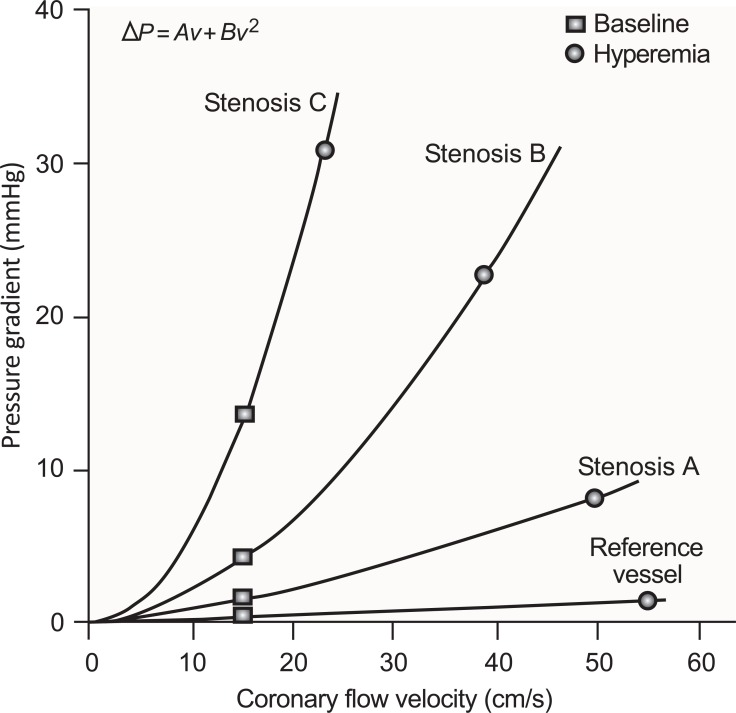 40
ΔP = Av + Bv²
Baseline
Hyperemia
Stenosis C
Stenosis B
30
Pressure gradient (mmHg)
20
10
Stenosis A
Reference
vessel
0
0 10 20 30 40 50 60
Coronary flow velocity (cm/s)